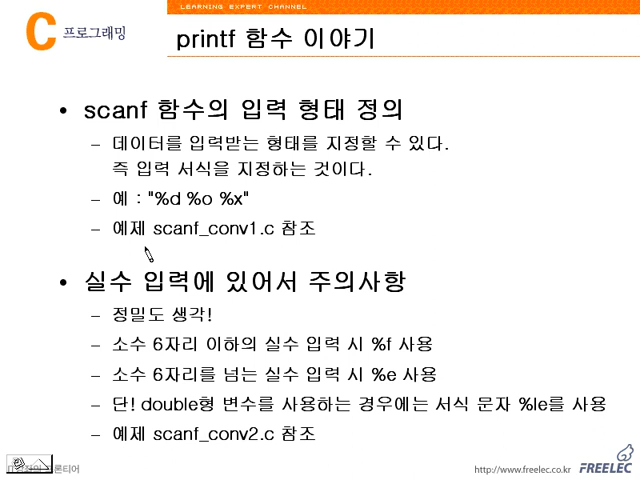 LEARNING EXPERT CHANNEL
C 프로그래밍
printf 함수 이야기
• scanf 함수의 입력 형태 정의
– 데이터를 입력받는 형태를 지정할 수 있다.
즉 입력 서식을 지정하는 것이다.
– 예 : "%d %o %x"
– 예제 scanf_conv1.c 참조
• 실수 입력에 있어서 주의사항
– 정밀도 생각!
– 소수 6자리 이하의 실수 입력 시 %f 사용
– 소수 6자리를 넘는 실수 입력 시 %e 사용
– 단! double형 변수를 사용하는 경우에는 서식 문자 %le를 사용
– 예제 scanf_conv2.c 참조
http://www.freelec.co.kr FREELEC